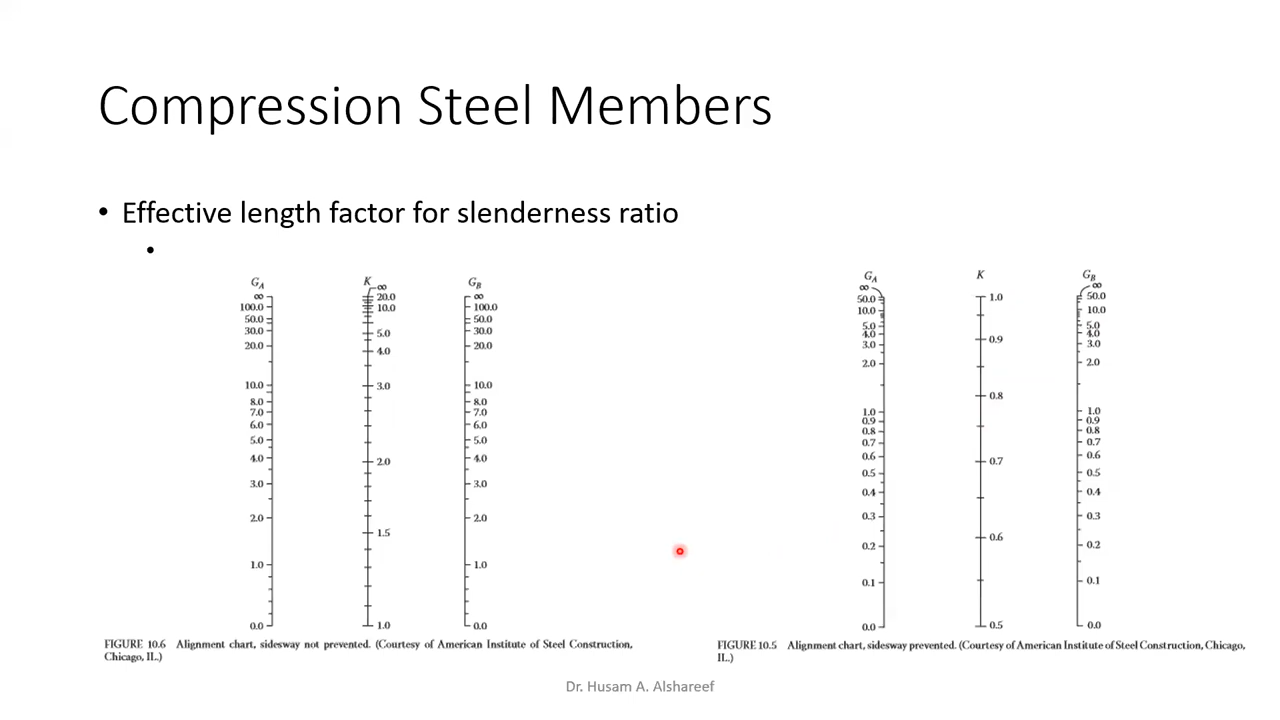 Compression Steel Members
• Effective length factor for slenderness ratio
•
G_A K G_B
∞ ∞ ∞
100.0 20.0 100.0
50.0 10.0 50.0
30.0 5.0 30.0
20.0 4.0 20.0
10.0 3.0 10.0
8.0 8.0
7.0 7.0
6.0 6.0
5.0 2.0 5.0
4.0 4.0
3.0 3.0
2.0 1.5 2.0
1.0 1.0
0.0 1.0 0.0
FIGURE 10.6 Alignment chart, sidesway not prevented. (Courtesy of American Institute of Steel Construction,
Chicago, IL.)
G_A K G_B
∞ ∞
50.0 1.0 50.0
10.0 10.0
5.0 5.0
4.0 0.9 4.0
3.0 3.0
2.0 2.0
1.0 0.8 1.0
0.9 0.9
0.8 0.8
0.7 0.7
0.6 0.7 0.6
0.5 0.5
0.4 0.4
0.3 0.3
0.2 0.6 0.2
0.1 0.1
0.0 0.5 0.0
FIGURE 10.5 Alignment chart, sidesway prevented. (Courtesy of American Institute of Steel Construction, Chicago,
IL.)
Dr. Husam A. Alshareef